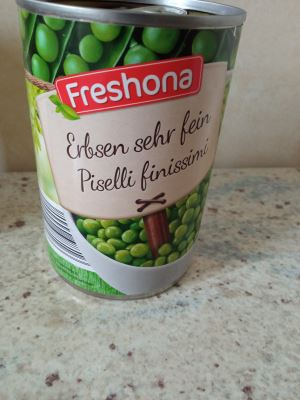 Freshona
Erbsen sehr fein
Piselli finissimi